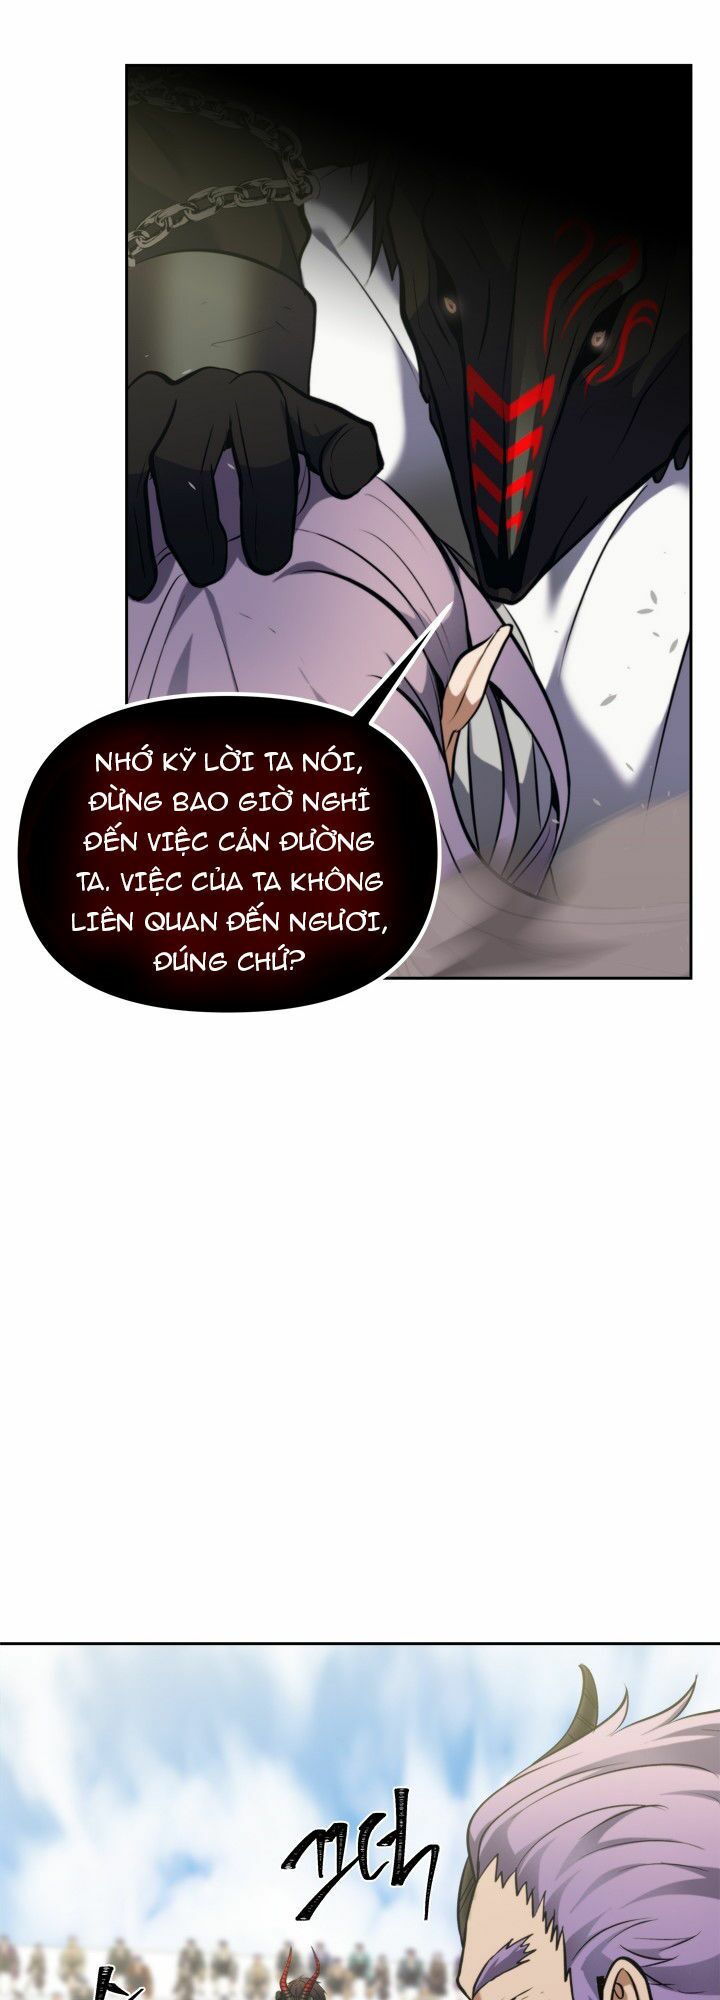 NHỚ KỸ LỜI TA NÓI,
ĐỪNG BAO GIỜ NGHĨ
ĐẾN VIỆC CẢN ĐƯỜNG
TA. VIỆC CỦA TA KHÔNG
LIÊN QUAN ĐẾN NGƯƠI,
ĐÚNG CHỨ?